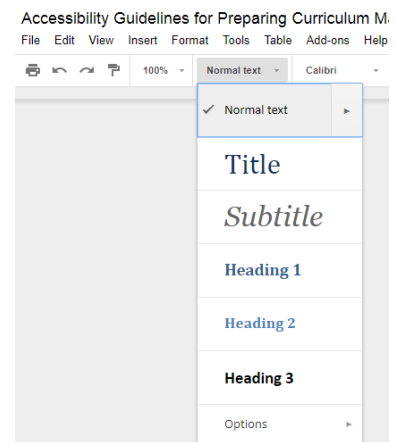 Accessibility Guidelines for Preparing Curriculum
File Edit View Insert Format Tools Table Add-ons Help
100% Normal text Calibri
Normal text
Title
Subtitle
Heading 1
Heading 2
Heading 3
Options